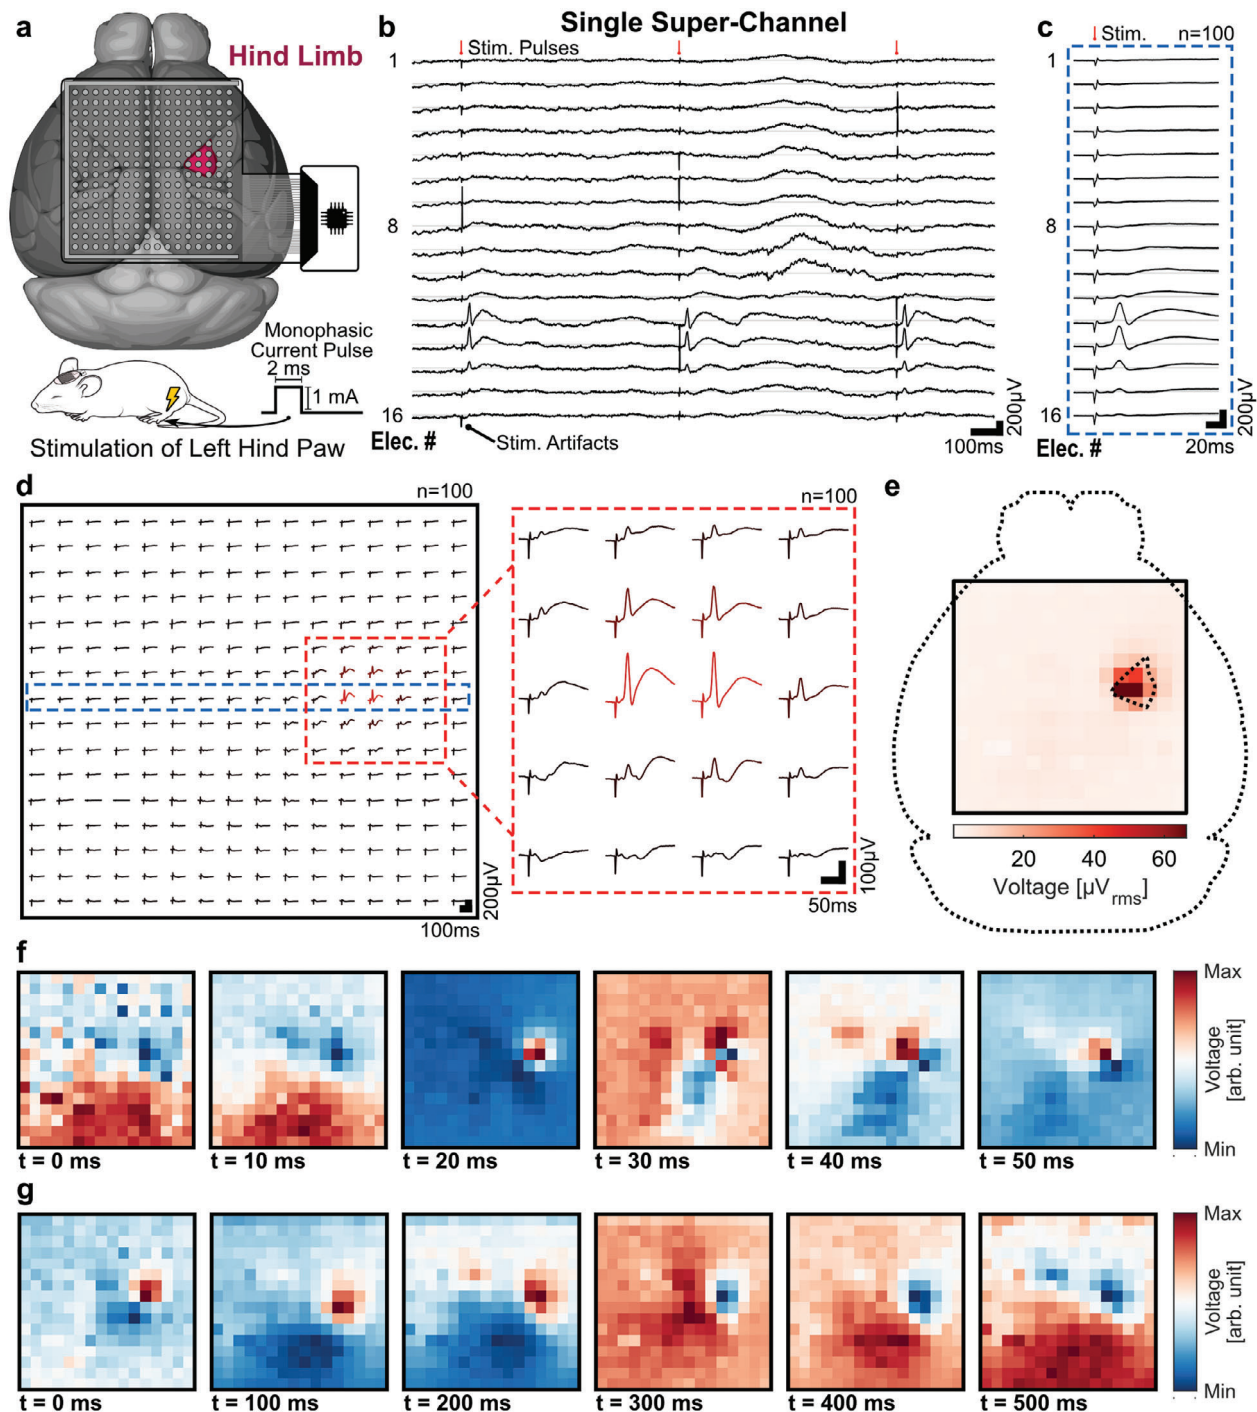 a
Hind Limb
Monophasic
Current Pulse
2 ms
1 mA
Stimulation of Left Hind Paw
b
Single Super-Channel
Stim. Pulses
1
8
16
Elec. #
Stim. Artifacts
200µV
100ms
c
Stim.
n=100
1
8
16
Elec. #
200µV
20ms
d
n=100
200µV
100ms
n=100
100µV
50ms
e
20 40 60
Voltage [µVrms]
f
t = 0 ms
t = 10 ms
t = 20 ms
t = 30 ms
t = 40 ms
t = 50 ms
Max
Voltage
[arb. unit]
Min
g
t = 0 ms
t = 100 ms
t = 200 ms
t = 300 ms
t = 400 ms
t = 500 ms
Max
Voltage
[arb. unit]
Min